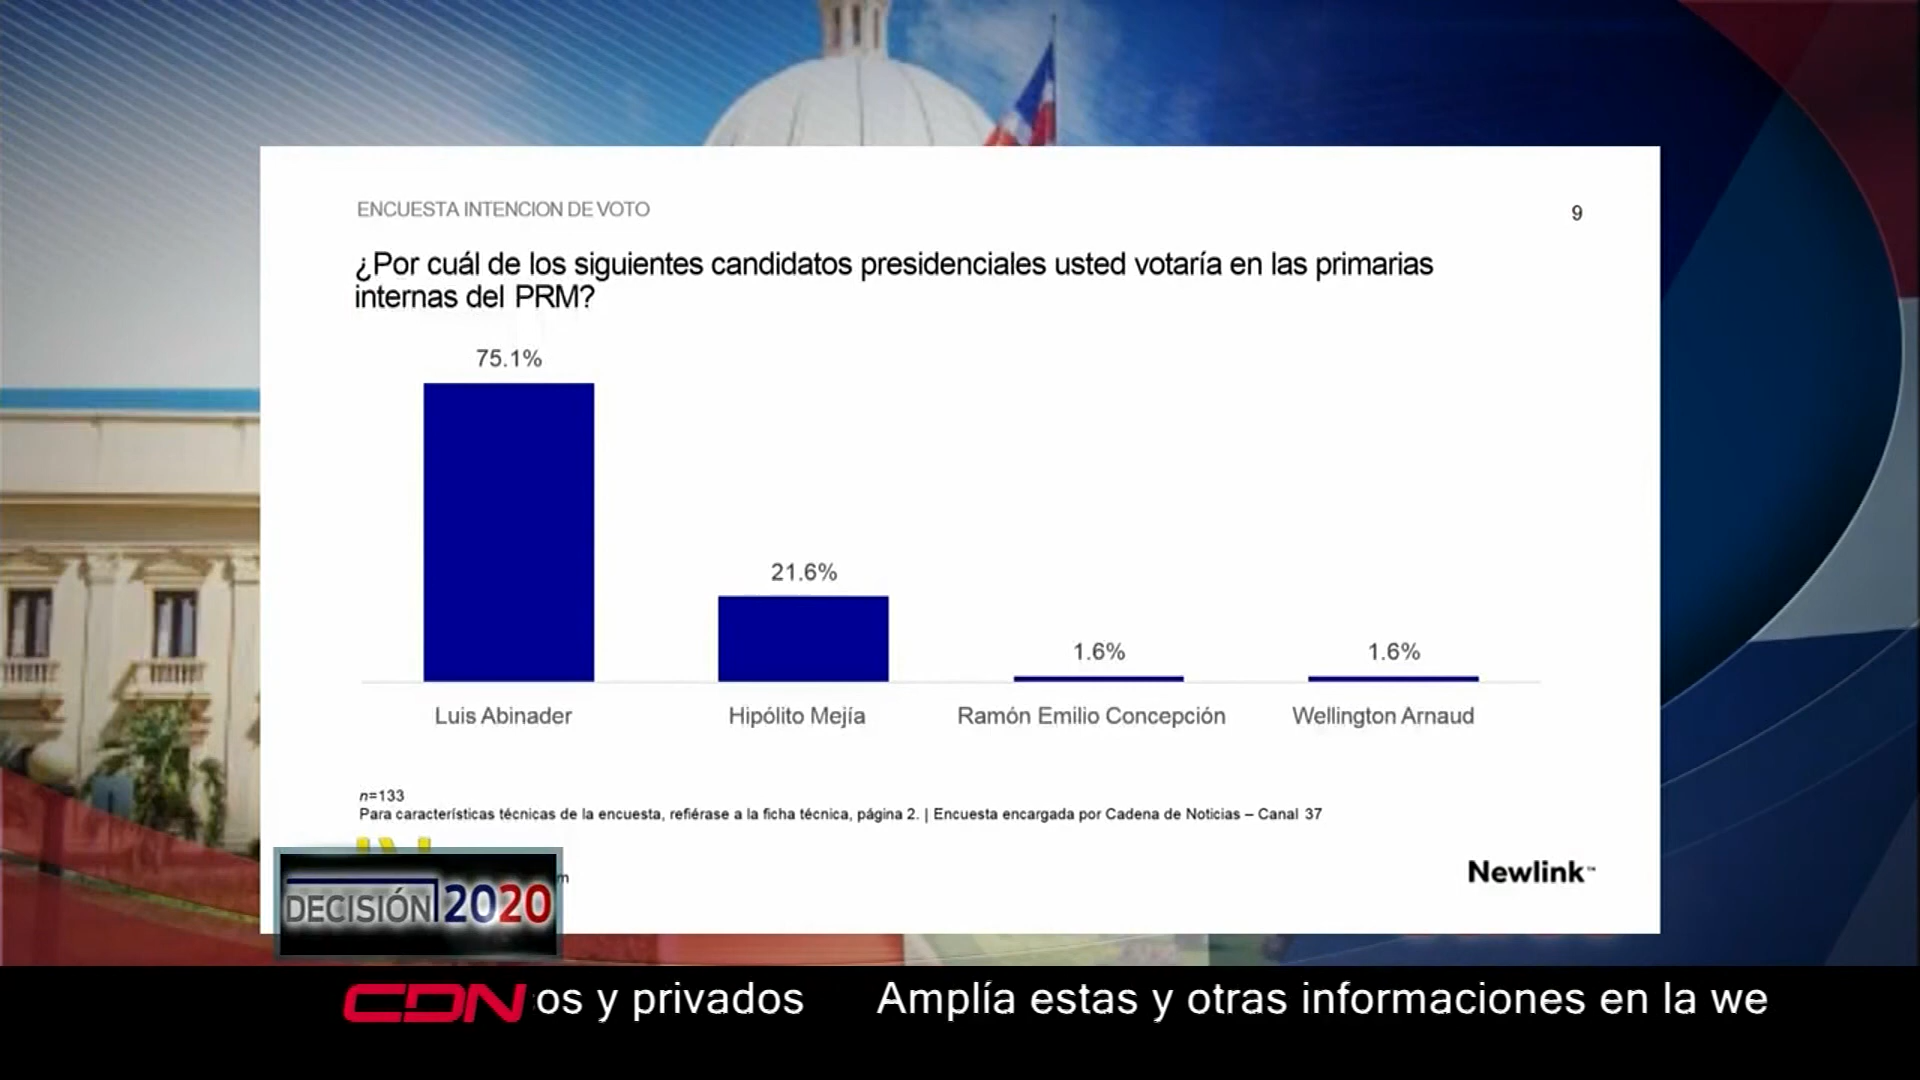 ENCUESTA INTENCION DE VOTO
9
¿Por cuál de los siguientes candidatos presidenciales usted votaría en las primarias
internas del PRM?
75.1%
21.6%
1.6%
1.6%
Luis Abinader
Hipólito Mejía
Ramón Emilio Concepción
Wellington Arnaud
n=133
Para características técnicas de la encuesta, refiérase a la ficha técnica, página 2. | Encuesta encargada por Cadena de Noticias – Canal 37
Newlink™
DECISIÓN 2020
CDN os y privados Amplía estas y otras informaciones en la we